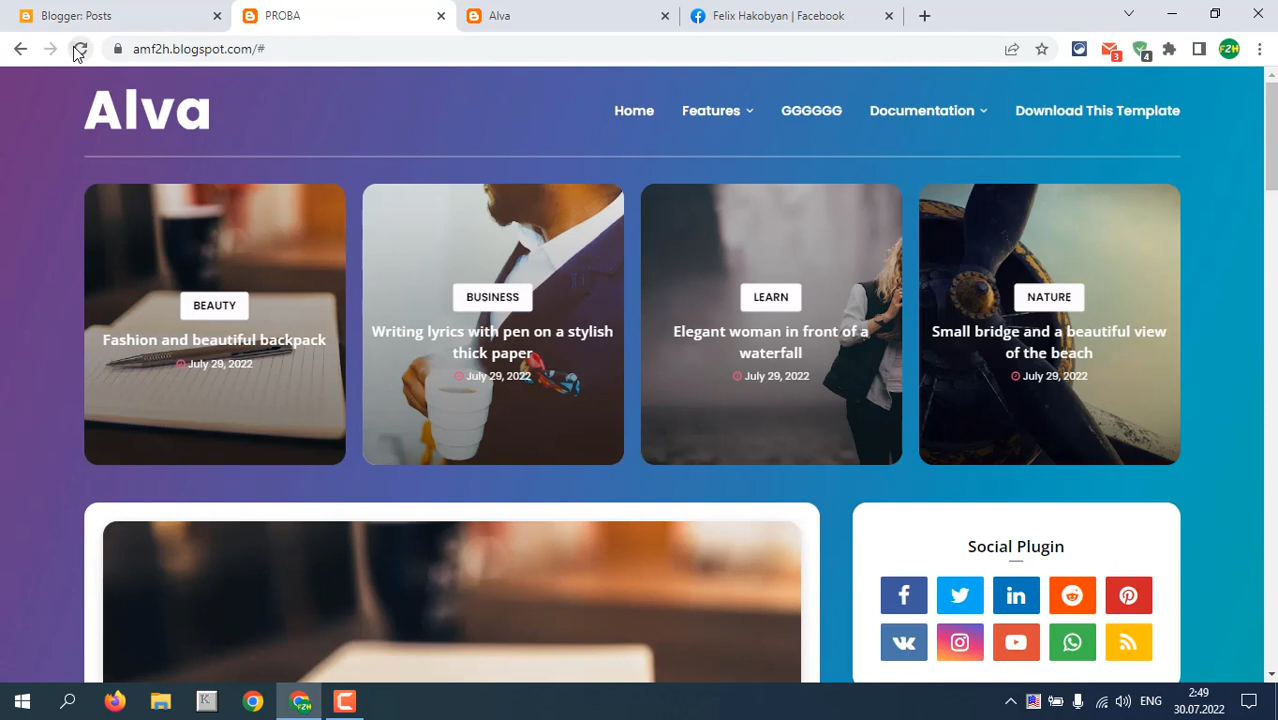 Blogger: Posts
PROBA
Alva
Felix Hakobyan | Facebook
amf2h.blogspot.com/#
3
4
F2H
Alva
Home
Features
GGGGGG
Documentation
Download This Template
BEAUTY
Fashion and beautiful backpack
July 29, 2022
BUSINESS
Writing lyrics with pen on a stylish
thick paper
July 29, 2022
LEARN
Elegant woman in front of a
waterfall
July 29, 2022
NATURE
Small bridge and a beautiful view
of the beach
July 29, 2022
Social Plugin
ENG
2:49
30.07.2022